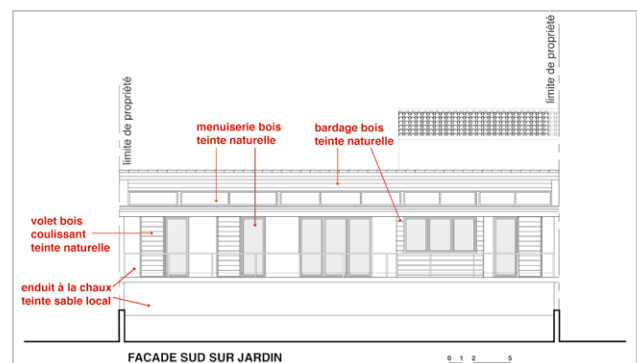 limite de propriété
limite de propriété
menuiserie bois
teinte naturelle
bardage bois
teinte naturelle
volet bois
coulissant
teinte naturelle
enduit à la chaux
teinte sable local
FACADE SUD SUR JARDIN
0 1 2 5